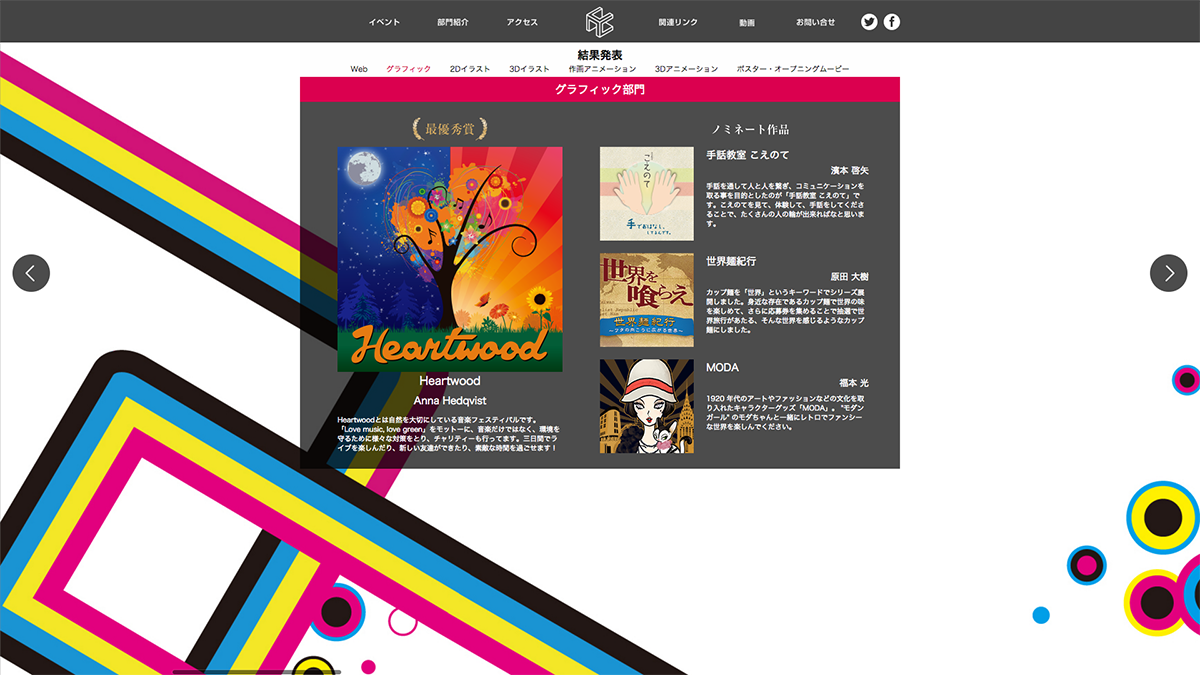 イベント 部門紹介 アクセス 関連リンク 動画 お問い合せ
結果発表
Web グラフィック 2Dイラスト 3Dイラスト 作画アニメーション 3Dアニメーション ポスター・オープニングムービー
グラフィック部門
最優秀賞
Heartwood
Heartwood
Anna Hedqvist
Heartwoodとは自然を大切にしている音楽フェスティバルです。
「Love music, love green」をモットーに、音楽だけではなく、環境を
守るために様々な対策をとり、チャリティーも行ってます。三日間でラ
イブを楽しんだり、新しい友達ができたり、素敵な時間を過ごせます！
ノミネート作品
こえのて
手でおはなし、
してるんです。
手話教室 こえのて
濱本 啓矢
手話を通して人と人を繋ぎ、コミュニケーションを
取る事を目的としたのが「手話教室 こえのて」で
す。こえのてを見て、体験して、手話をしてくださ
ることで、たくさんの人の輪が出来ればなと思いま
す。
世界を
喰らえ
世界麺紀行
～フタの向こうに広がる世界～
世界麺紀行
原田 大樹
カップ麺を「世界」というキーワードでシリーズ展
開しました。身近な存在であるカップ麺で世界の味
を楽しめて、さらに応募券を集めることで抽選で世
界旅行があたる、そんな世界を感じるようなカップ
麺にしました。
MODA
福本 光
1920 年代のアートやファッションなどの文化を取
り入れたキャラクターグッズ「MODA」。 "モダン
ガール" のモダちゃんと一緒にレトロでファンシー
な世界を楽しんでください。